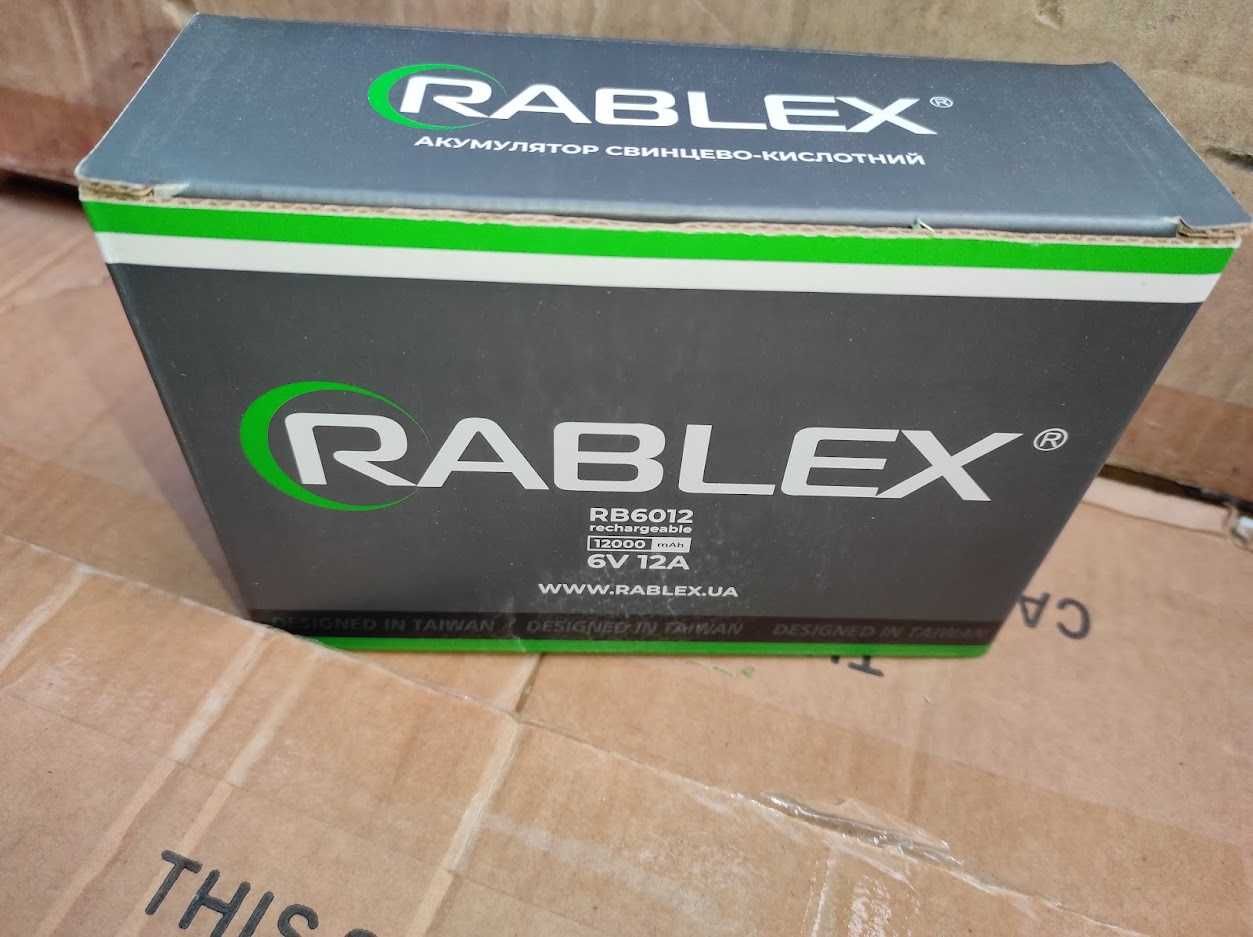 RABLEX®
АКУМУЛЯТОР СВИНЦЕВО-КИСЛОТНИЙ
RABLEX®
RB6012
rechargeable
12000 mAh
6V 12A
WWW.RABLEX.UA
DESIGNED IN TAIWAN / DESIGNED IN TAIWAN DESIGNED IN TAIWAN
CA
THIS